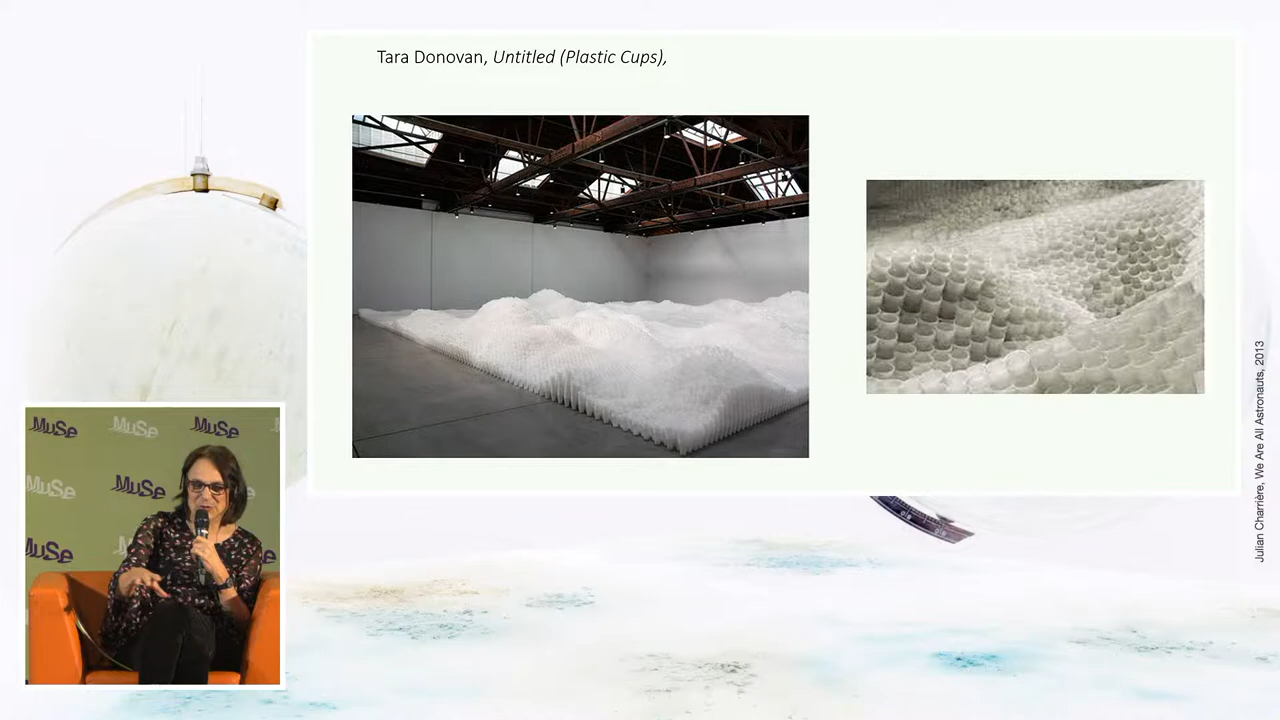 Tara Donovan, Untitled (Plastic Cups),
Julian Charrière, We Are All Astronauts, 2013
MuSe MuSe MuSe
MuSe MuSe
MuSe